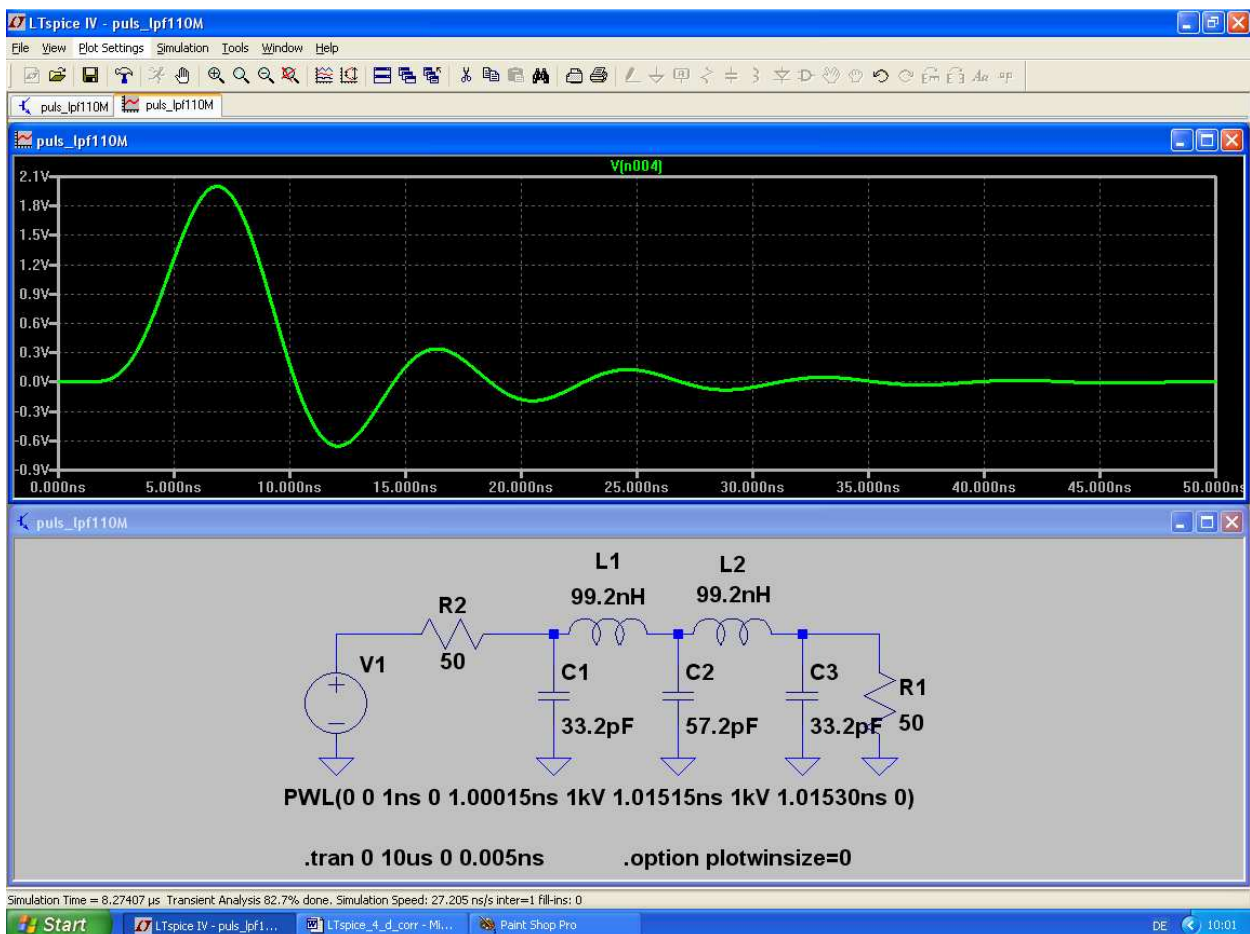 LTspice IV - puls_lpf110M
File View Plot Settings Simulation Tools Window Help
puls_lpf110M puls_lpf110M
puls_lpf110M
V(n004)
2.1V
1.8V
1.5V
1.2V
0.9V
0.6V
0.3V
0.0V
-0.3V
-0.6V
-0.9V
0.000ns 5.000ns 10.000ns 15.000ns 20.000ns 25.000ns 30.000ns 35.000ns 40.000ns 45.000ns 50.000ns
puls_lpf110M
L1 L2
99.2nH 99.2nH
R2
50
V1
C1 C2 C3
R1
33.2pF 57.2pF 33.2pF 50
PWL(0 0 1ns 0 1.00015ns 1kV 1.01515ns 1kV 1.01530ns 0)
.tran 0 10us 0 0.005ns .option plotwinsize=0
Simulation Time = 8.27407 µs Transient Analysis 82.7% done. Simulation Speed: 27.205 ns/s inter=1 fill-ins: 0
Start LTspice IV - puls_lpf1... LTspice_4_d_corr - Mi... Paint Shop Pro DE 10:01